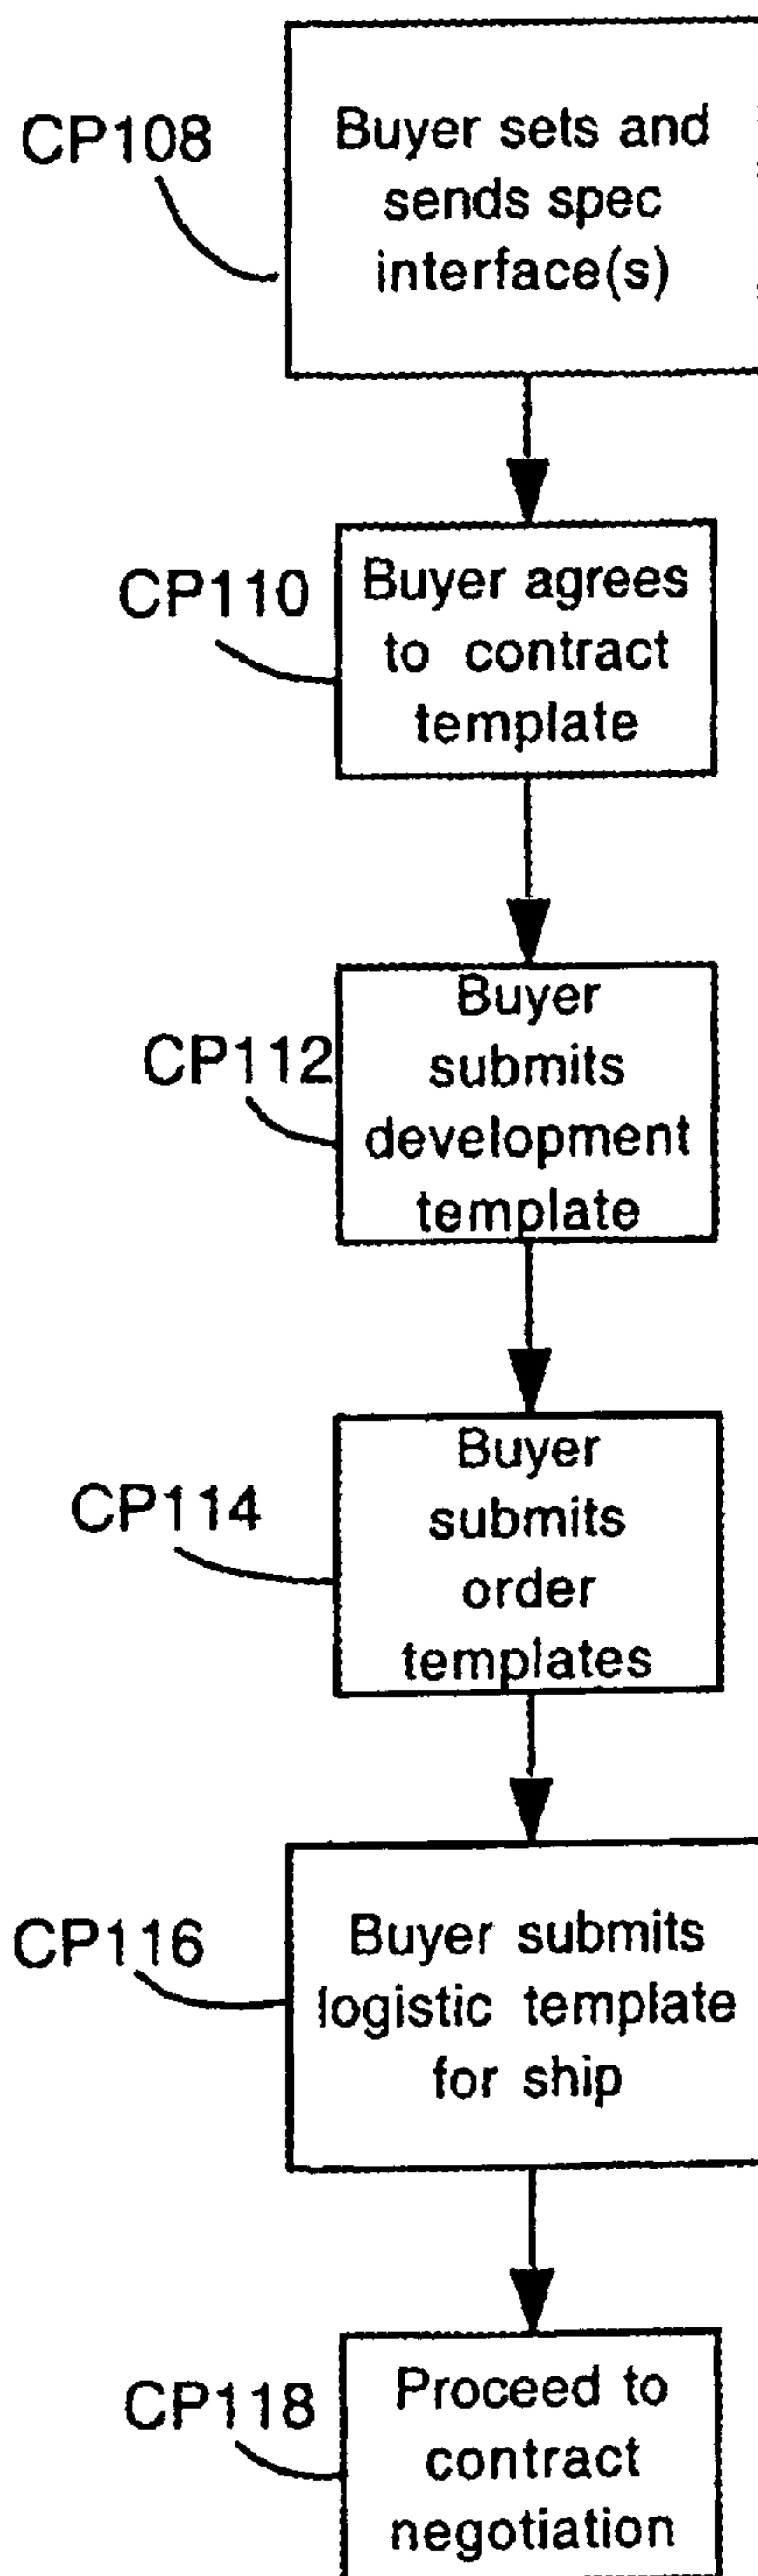 CP108
Buyer sets and
sends spec
interface(s)
CP110
Buyer agrees
to contract
template
CP112
Buyer
submits
development
template
CP114
Buyer
submits
order
templates
CP116
Buyer submits
logistic template
for ship
CP118
Proceed to
contract
negotiation